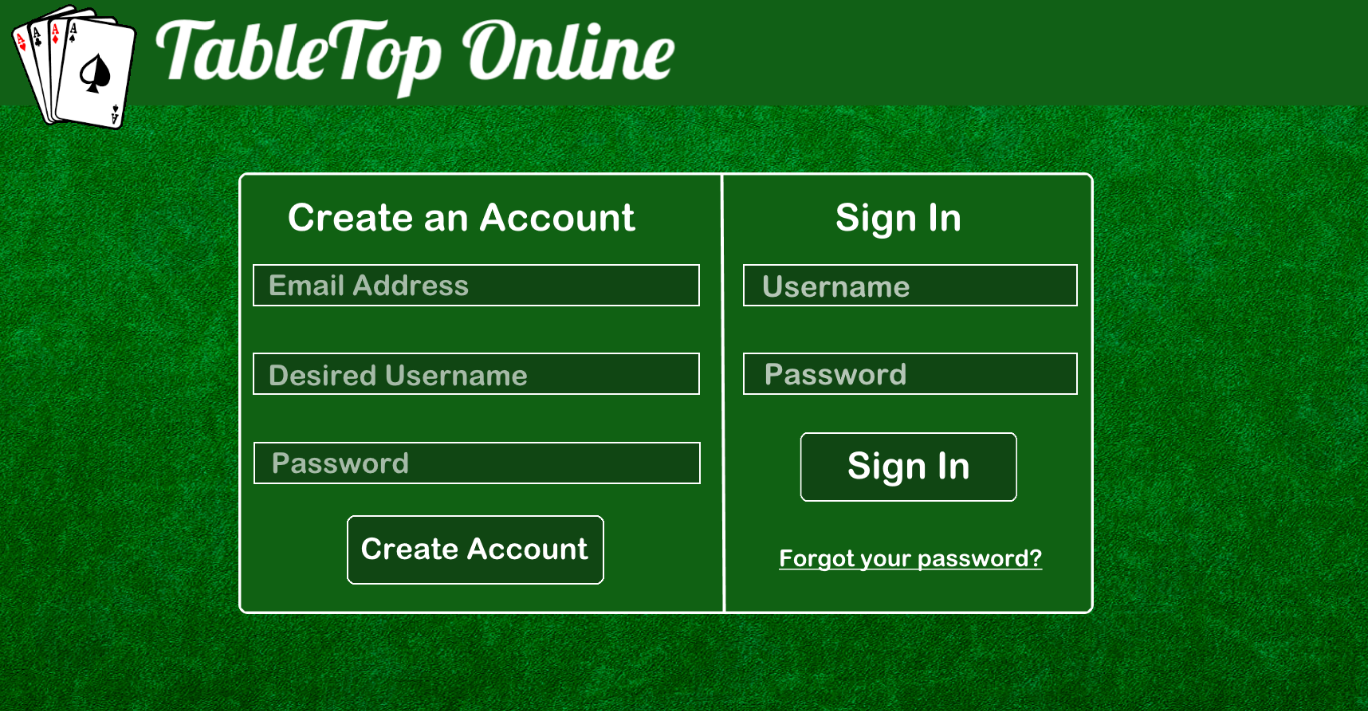 TableTop Online
A A A A
A
Create an Account
Email Address
Desired Username
Password
Create Account
Sign In
Username
Password
Sign In
Forgot your password?